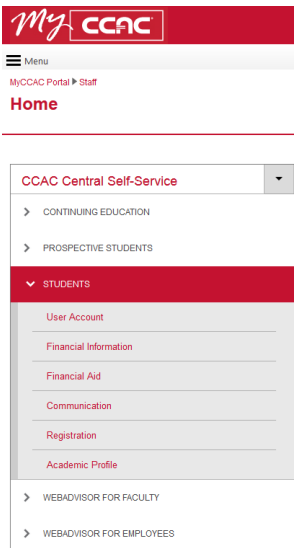 My CCAC
Menu
MyCCAC Portal Staff
Home
CCAC Central Self-Service
CONTINUING EDUCATION
PROSPECTIVE STUDENTS
STUDENTS
User Account
Financial Information
Financial Aid
Communication
Registration
Academic Profile
WEBADVISOR FOR FACULTY
WEBADVISOR FOR EMPLOYEES